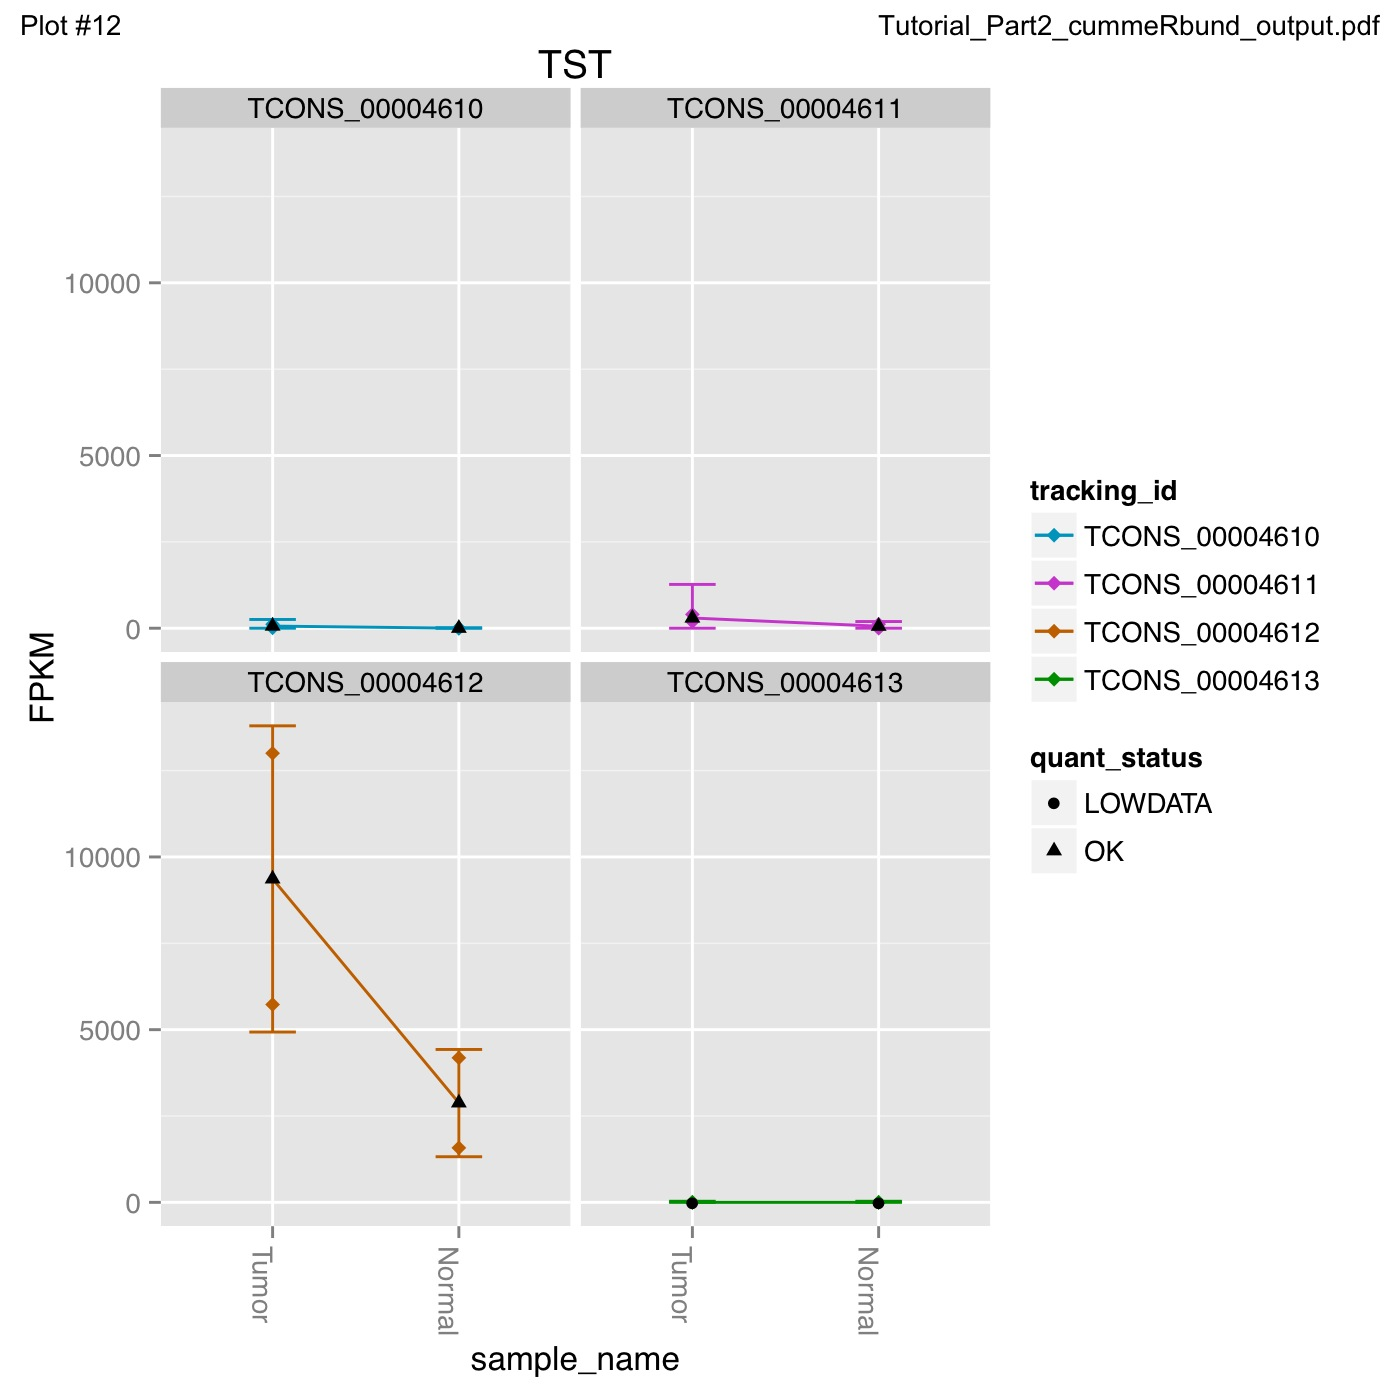 Plot #12
Tutorial_Part2_cummeRbund_output.pdf
TST
TCONS_00004610
TCONS_00004611
10000
5000
0
TCONS_00004612
TCONS_00004613
10000
5000
0
FPKM
Tumor
Normal
Tumor
Normal
sample_name
tracking_id
TCONS_00004610
TCONS_00004611
TCONS_00004612
TCONS_00004613
quant_status
LOWDATA
OK